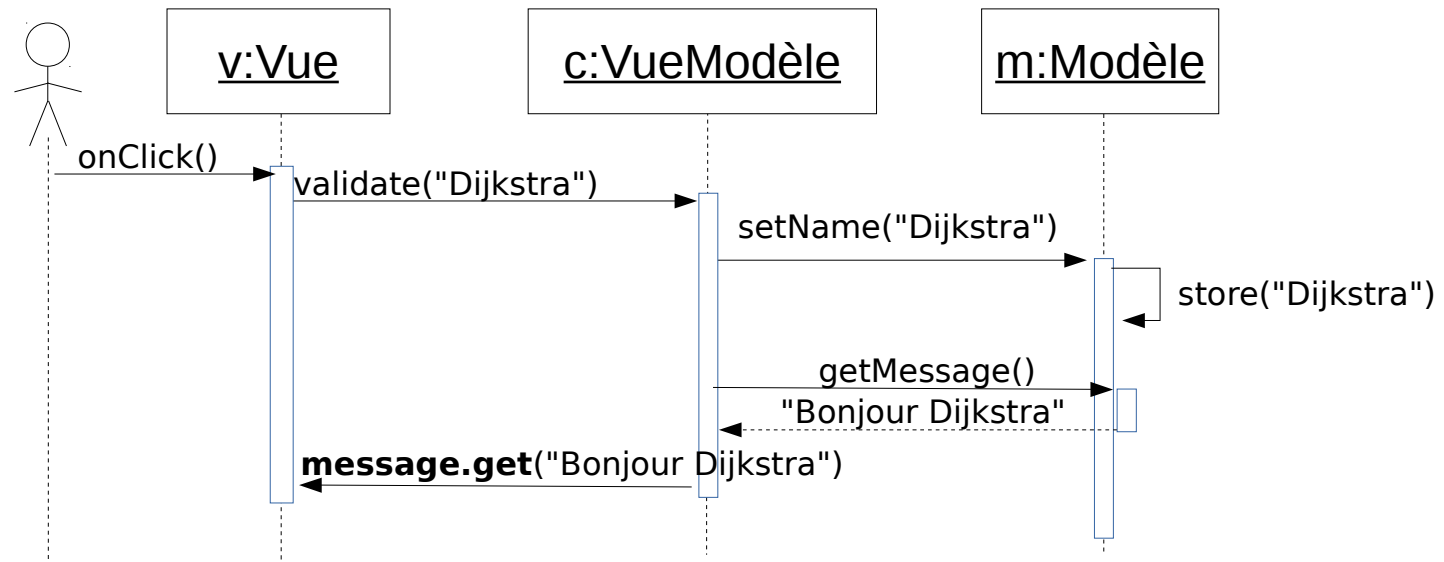 v:Vue
c:VueModèle
m:Modèle
onClick()
validate("Dijkstra")
setName("Dijkstra")
store("Dijkstra")
getMessage()
"Bonjour Dijkstra"
message.get("Bonjour Dijkstra")